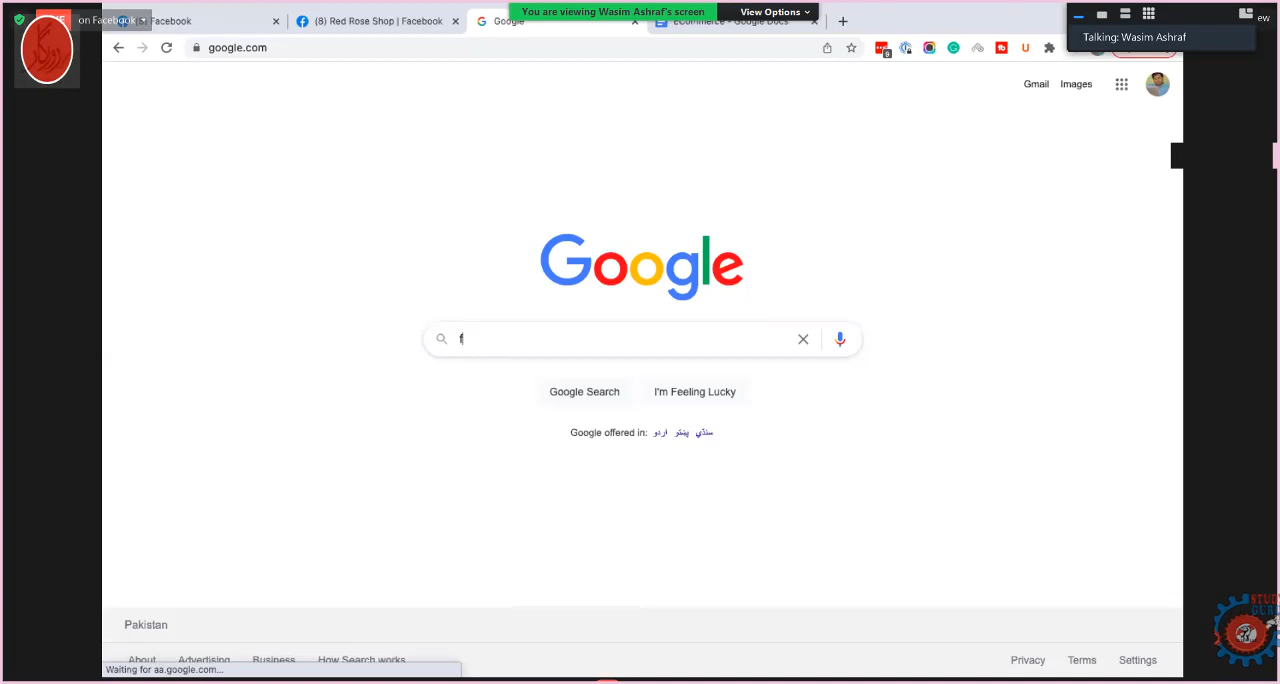 on Facebook
Facebook
(8) Red Rose Shop | Facebook
Google
ECommerce - Google Docs
You are viewing Wasim Ashraf's screen
View Options
ew
Talking: Wasim Ashraf
google.com
9
U
Gmail
Images
Google
f
Google Search
I'm Feeling Lucky
Google offered in: اردو پښتو سنڌي
Pakistan
About
Advertising
Business
How Search works
Privacy
Terms
Settings
Waiting for aa.google.com...